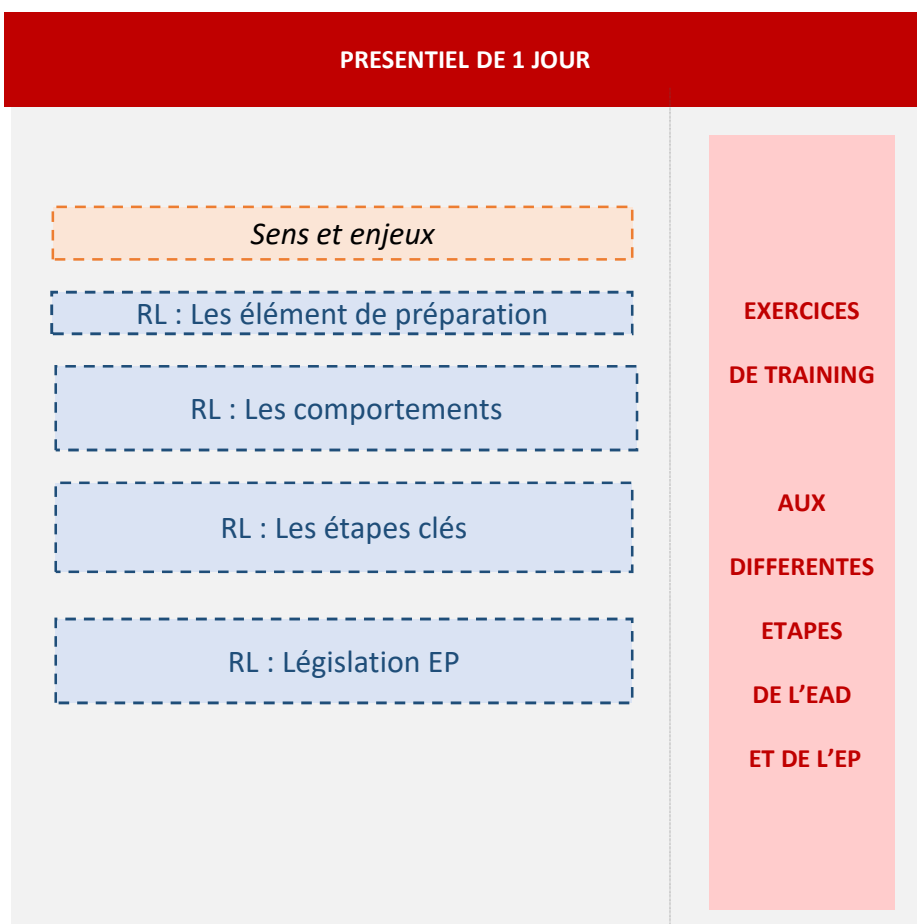 PRESENTIEL DE 1 JOUR
Sens et enjeux
RL : Les élément de préparation
RL : Les comportements
RL : Les étapes clés
RL : Législation EP
EXERCICES
DE TRAINING
AUX
DIFFERENTES
ETAPES
DE L’EAD
ET DE L’EP